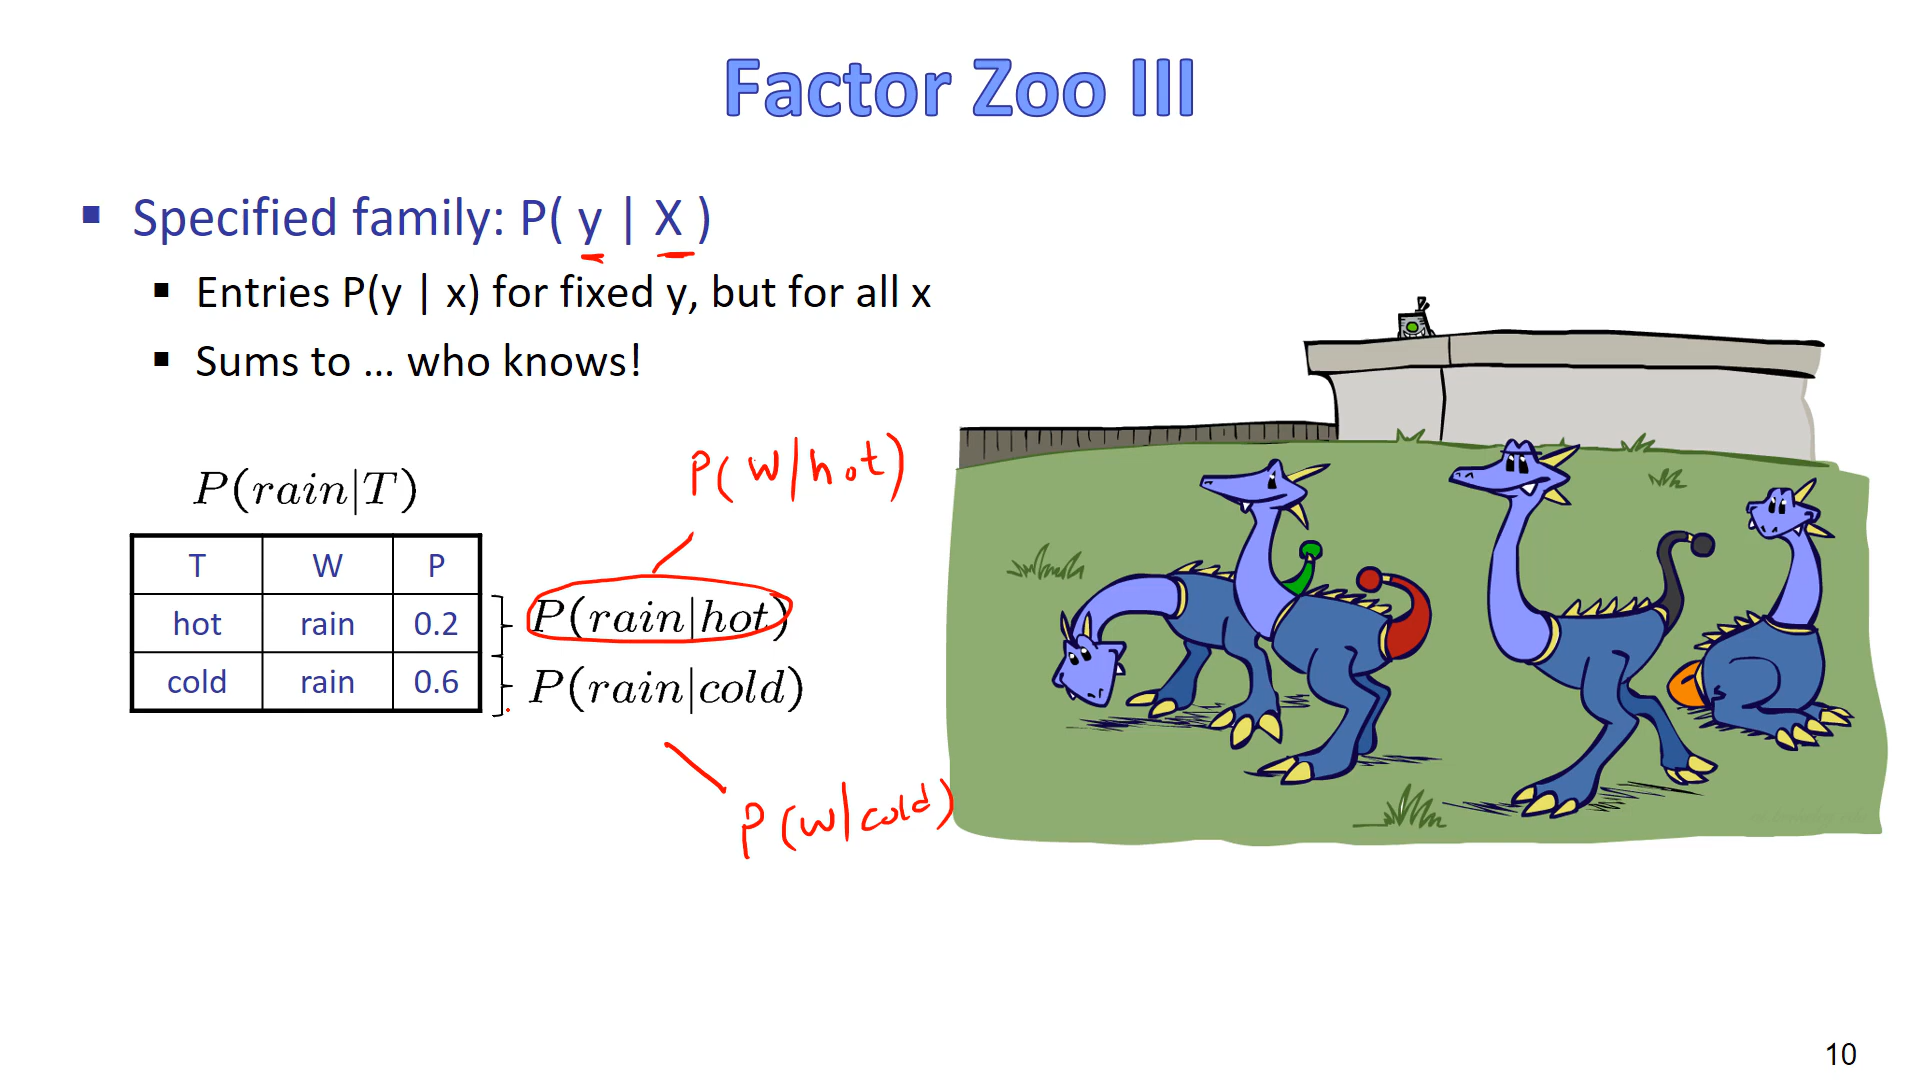 Factor Zoo III
▪ Specified family: P( y | X )
▪ Entries P(y | x) for fixed y, but for all x
▪ Sums to … who knows!
P(w|hot)
P(rain|T)
T W P
hot rain 0.2
cold rain 0.6
P(rain|hot)
P(rain|cold)
P(w|cold)
10